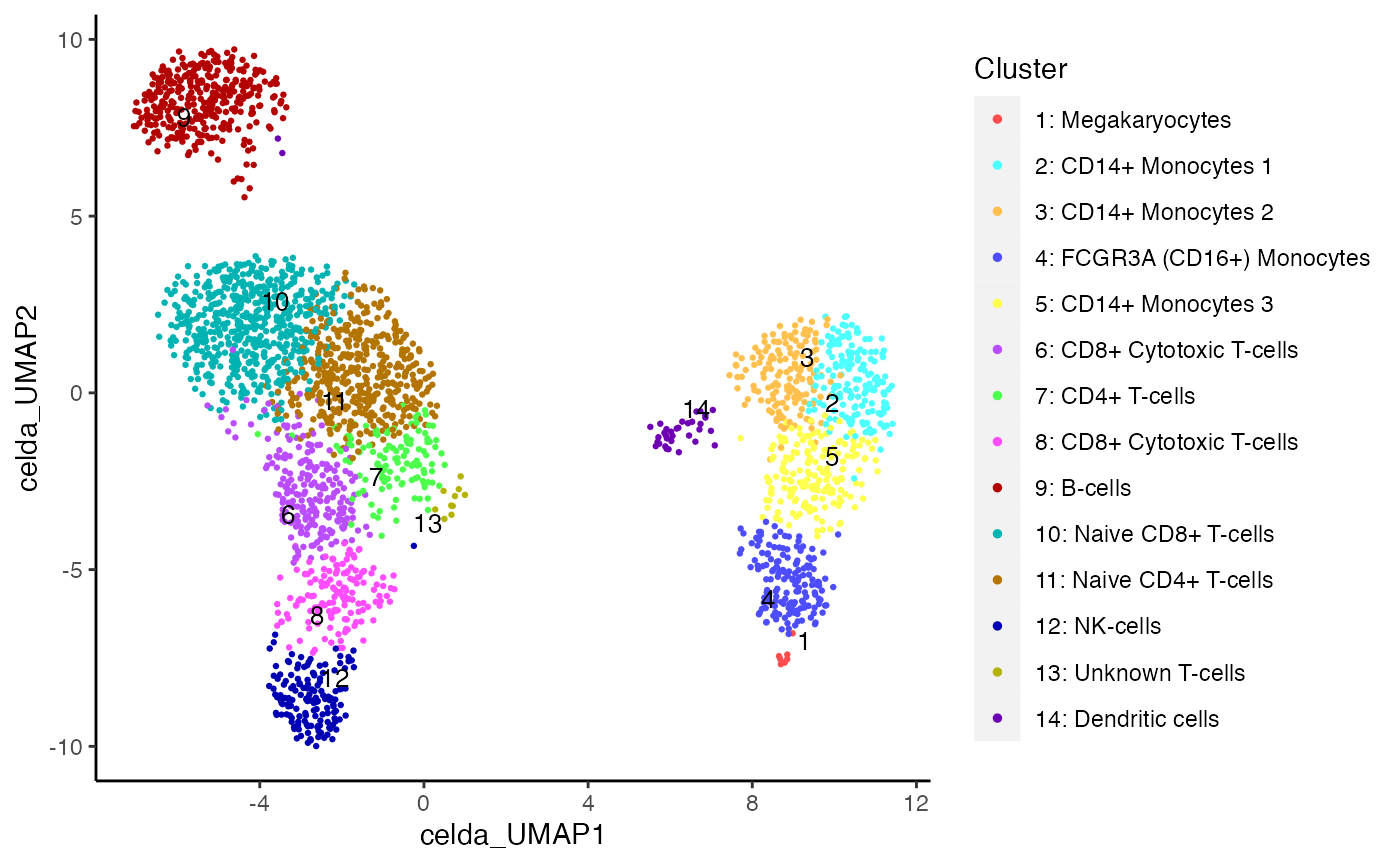 10
5
0
-5
-10
celda_UMAP2
9
10
11
7
6
13
8
12
14
3
2
5
4
1
-4
0
4
8
12
celda_UMAP1
Cluster
1: Megakaryocytes
2: CD14+ Monocytes 1
3: CD14+ Monocytes 2
4: FCGR3A (CD16+) Monocytes
5: CD14+ Monocytes 3
6: CD8+ Cytotoxic T-cells
7: CD4+ T-cells
8: CD8+ Cytotoxic T-cells
9: B-cells
10: Naive CD8+ T-cells
11: Naive CD4+ T-cells
12: NK-cells
13: Unknown T-cells
14: Dendritic cells